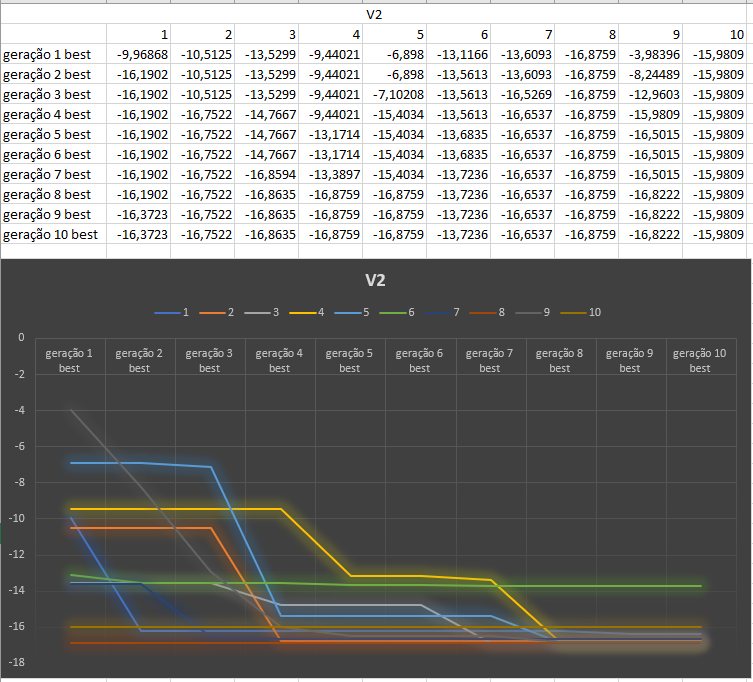 V2
1 2 3 4 5 6 7 8 9 10
geração 1 best -9,96868 -10,5125 -13,5299 -9,44021 -6,898 -13,1166 -13,6093 -16,8759 -3,98396 -15,9809
geração 2 best -16,1902 -10,5125 -13,5299 -9,44021 -6,898 -13,5613 -13,6093 -16,8759 -8,24489 -15,9809
geração 3 best -16,1902 -10,5125 -13,5299 -9,44021 -7,10208 -13,5613 -16,5269 -16,8759 -12,9603 -15,9809
geração 4 best -16,1902 -16,7522 -14,7667 -9,44021 -15,4034 -13,5613 -16,6537 -16,8759 -15,9809 -15,9809
geração 5 best -16,1902 -16,7522 -14,7667 -13,1714 -15,4034 -13,6835 -16,6537 -16,8759 -16,5015 -15,9809
geração 6 best -16,1902 -16,7522 -14,7667 -13,1714 -15,4034 -13,6835 -16,6537 -16,8759 -16,5015 -15,9809
geração 7 best -16,1902 -16,7522 -16,8594 -13,3897 -15,4034 -13,7236 -16,6537 -16,8759 -16,5015 -15,9809
geração 8 best -16,1902 -16,7522 -16,8635 -16,8759 -16,8759 -13,7236 -16,6537 -16,8759 -16,8222 -15,9809
geração 9 best -16,3723 -16,7522 -16,8635 -16,8759 -16,8759 -13,7236 -16,6537 -16,8759 -16,8222 -15,9809
geração 10 best -16,3723 -16,7522 -16,8635 -16,8759 -16,8759 -13,7236 -16,6537 -16,8759 -16,8222 -15,9809
V2
1 2 3 4 5 6 7 8 9 10
0
geração 1 geração 2 geração 3 geração 4 geração 5 geração 6 geração 7 geração 8 geração 9 geração 10
best best best best best best best best best best
-2
-4
-6
-8
-10
-12
-14
-16
-18